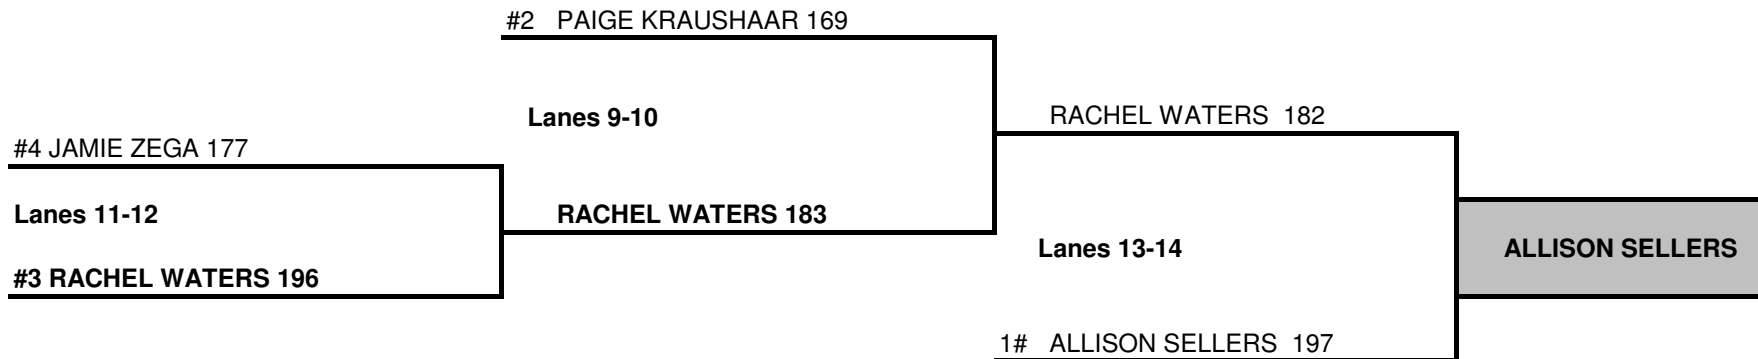 #2 PAIGE KRAUSHAAR 169
Lanes 9-10
RACHEL WATERS 182
#4 JAMIE ZEGA 177
Lanes 11-12
RACHEL WATERS 183
Lanes 13-14
ALLISON SELLERS
#3 RACHEL WATERS 196
1# ALLISON SELLERS 197